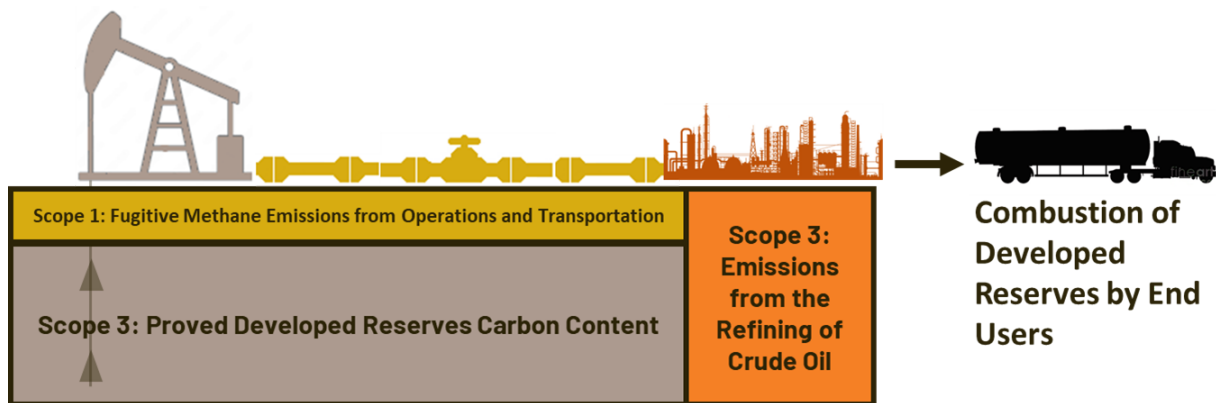 Scope 1: Fugitive Methane Emissions from Operations and Transportation
Scope 3: Proved Developed Reserves Carbon Content
Scope 3:
Emissions
from the
Refining of
Crude Oil
Combustion of
Developed
Reserves by End
Users